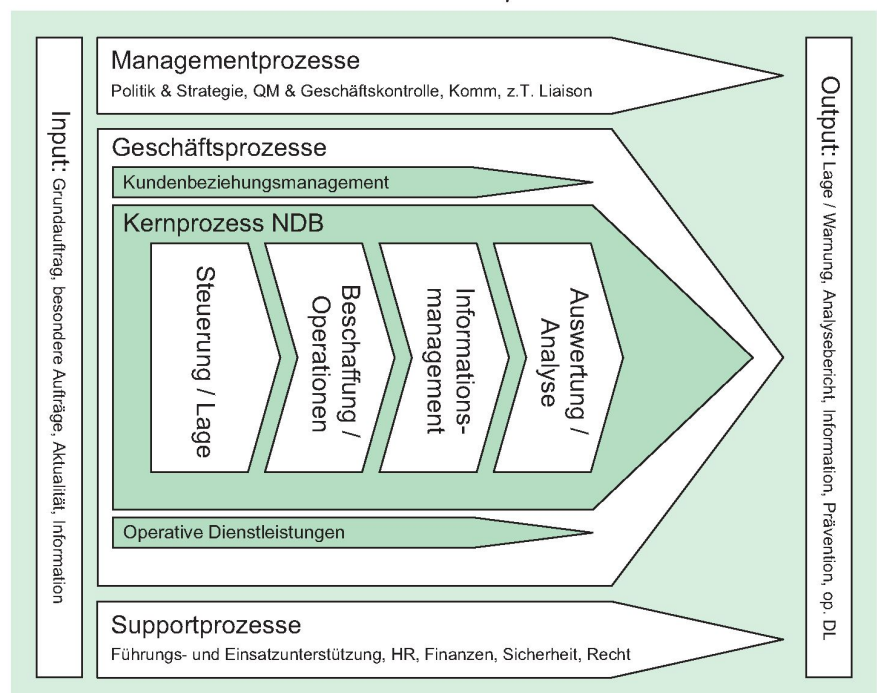 Input: Grundauftrag, besondere Aufträge, Aktualität, Information
Managementprozesse
Politik & Strategie, QM & Geschäftskontrolle, Komm, z.T. Liaison
Geschäftsprozesse
Kundenbeziehungsmanagement
Kernprozess NDB
Steuerung / Lage
Beschaffung /
Operationen
Informations-
management
Auswertung /
Analyse
Operative Dienstleistungen
Supportprozesse
Führungs- und Einsatzunterstützung, HR, Finanzen, Sicherheit, Recht
Output: Lage / Warnung, Analysebericht, Information, Prävention, op. DL